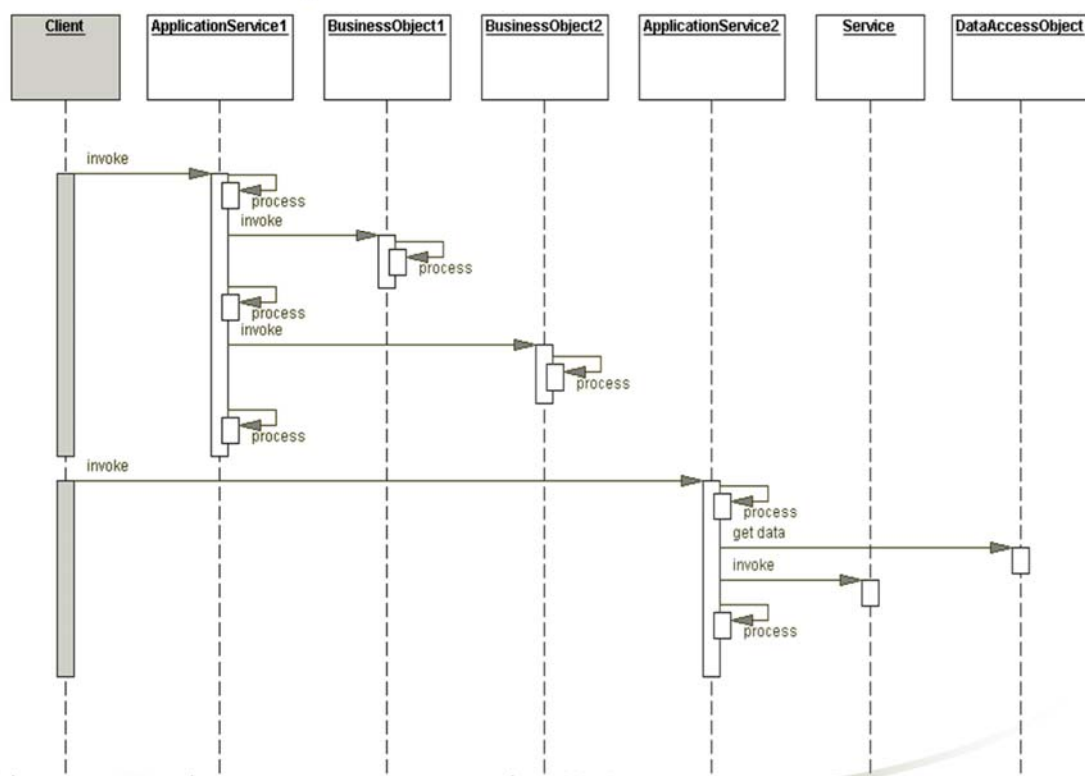 Client
ApplicationService1
BusinessObject1
BusinessObject2
ApplicationService2
Service
DataAccessObject
invoke
process
invoke
process
process
invoke
process
process
invoke
process
get data
invoke
process